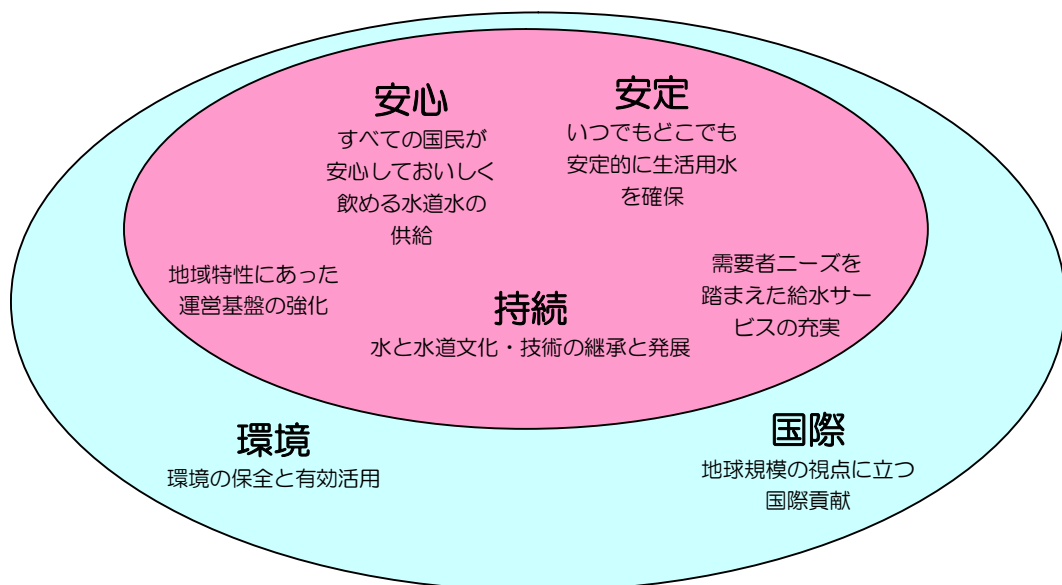 安心
すべての国民が
安心しておいしく
飲める水道水の
供給
安定
いつでもどこでも
安定的に生活用水
を確保
地域特性にあった
運営基盤の強化
持続
水と水道文化・技術の継承と発展
需要者ニーズを
踏まえた給水サー
ビスの充実
環境
環境の保全と有効活用
国際
地球規模の視点に立つ
国際貢献